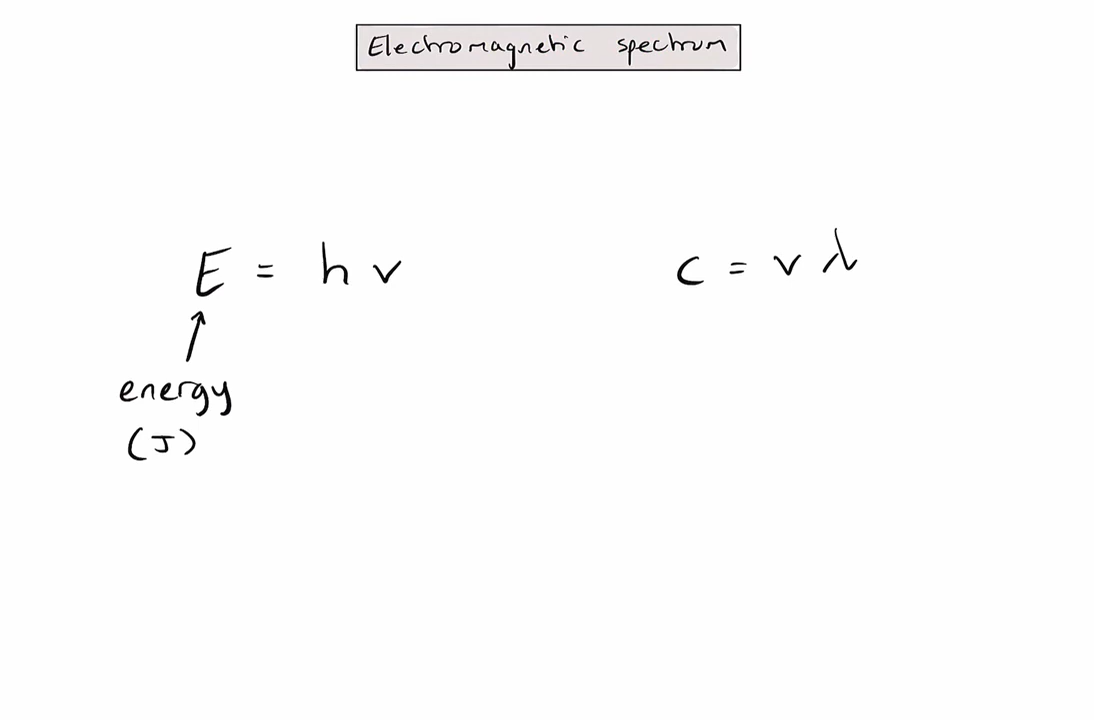 Electromagnetic spectrum
E = h ν
c = ν λ
energy
(J)